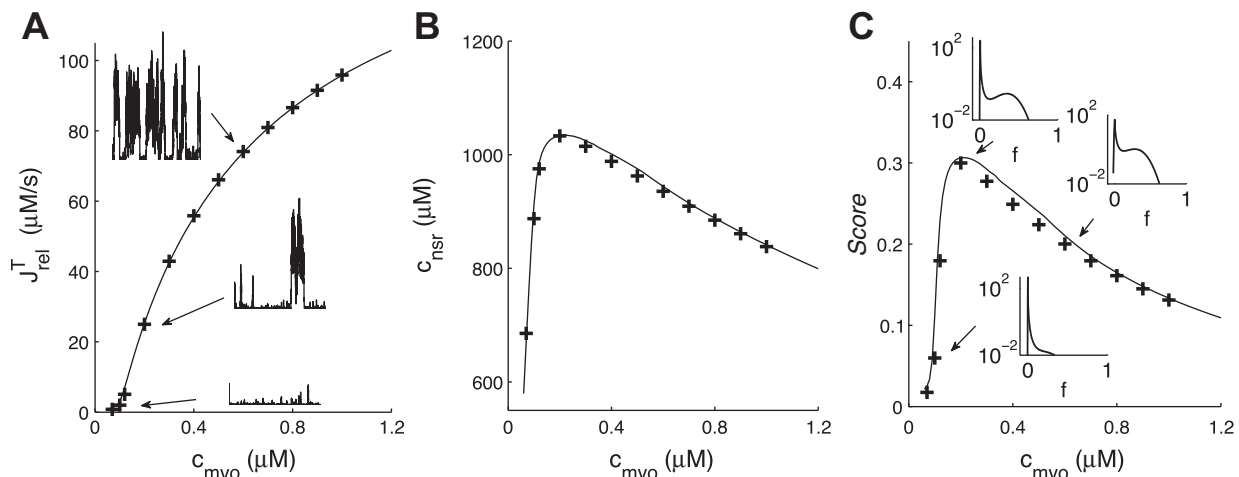 A
J^T_rel (μM/s)
100
80
60
40
20
0
0 0.4 0.8 1.2
c_myo (μM)
B
c_nsr (μM)
1200
1000
800
600
0 0.4 0.8 1.2
c_myo (μM)
C
Score
0.4
0.3
0.2
0.1
0
0 0.4 0.8 1.2
c_myo (μM)
10^2
10^-2
0 1
f
10^2
10^-2
0 1
f
10^2
10^-2
0 1
f